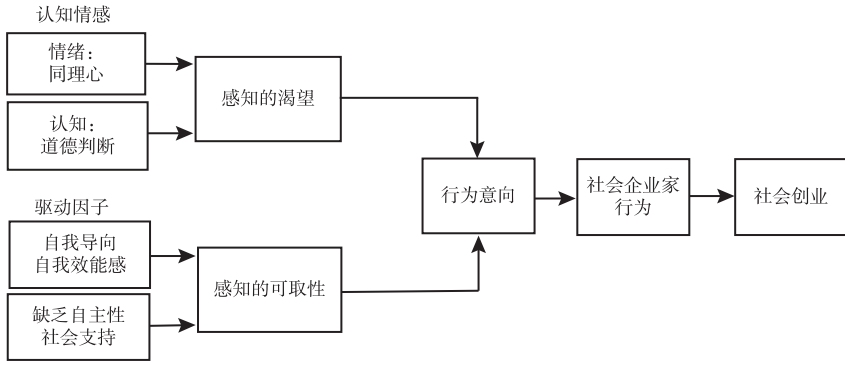 认知情感
情绪：
同理心
认知：
道德判断
感知的渴望
驱动因子
自我导向
自我效能感
缺乏自主性
社会支持
感知的可取性
行为意向
社会企业家
行为
社会创业